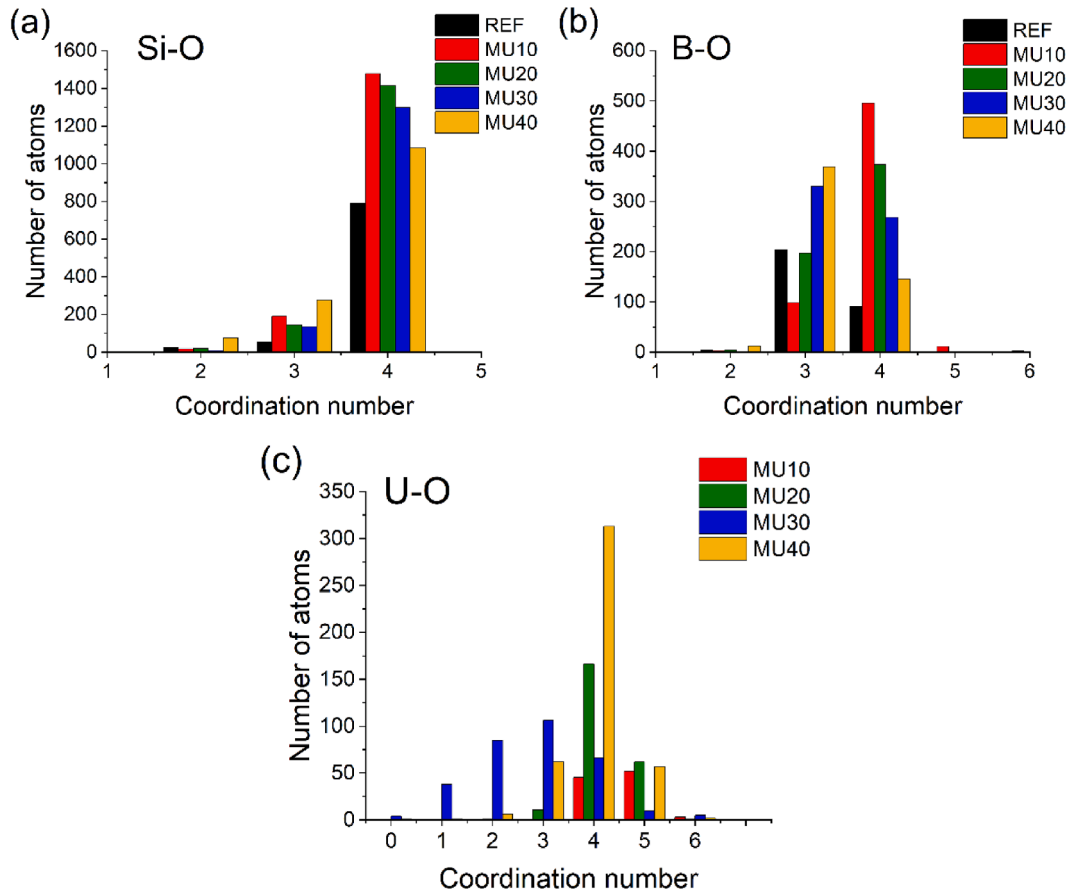 (a)
Si-O
REF
MU10
MU20
MU30
MU40
1600
1400
1200
1000
800
600
400
200
0
Number of atoms
1 2 3 4 5
Coordination number
(b)
B-O
REF
MU10
MU20
MU30
MU40
600
500
400
300
200
100
0
Number of atoms
1 2 3 4 5 6
Coordination number
(c)
U-O
MU10
MU20
MU30
MU40
350
300
250
200
150
100
50
0
Number of atoms
0 1 2 3 4 5 6
Coordination number